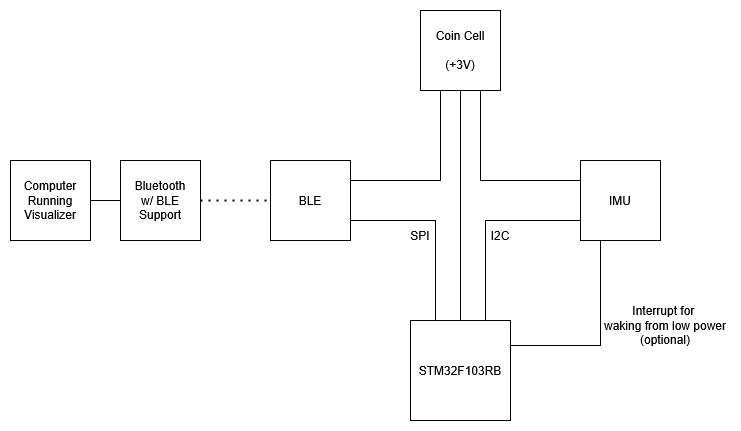 Coin Cell
(+3V)
Computer
Running
Visualizer
Bluetooth
w/ BLE
Support
BLE
IMU
SPI
I2C
Interrupt for
waking from low power
(optional)
STM32F103RB